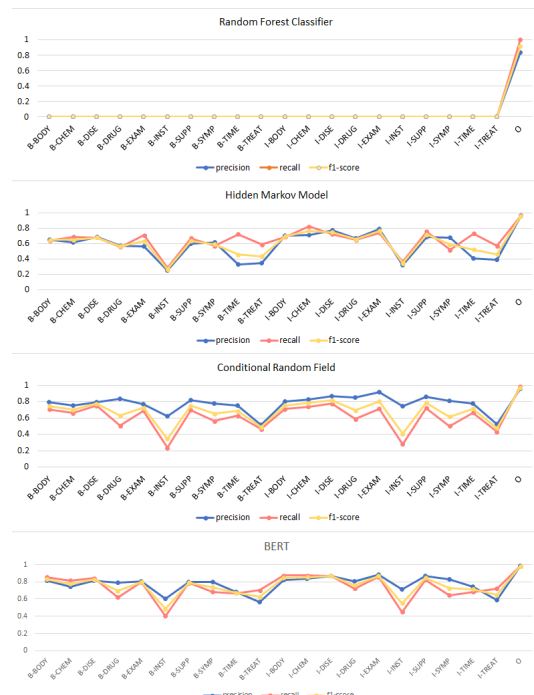 Random Forest Classifier
1
0.8
0.6
0.4
0.2
0
B-BODY B-CHEM B-DISE B-DRUG B-EXAM B-INST B-SUPP B-SYMP B-TIME B-TREAT I-BODY I-CHEM I-DISE I-DRUG I-EXAM I-INST I-SUPP I-SYMP I-TIME I-TREAT O
precision recall f1-score
Hidden Markov Model
1
0.8
0.6
0.4
0.2
0
B-BODY B-CHEM B-DISE B-DRUG B-EXAM B-INST B-SUPP B-SYMP B-TIME B-TREAT I-BODY I-CHEM I-DISE I-DRUG I-EXAM I-INST I-SUPP I-SYMP I-TIME I-TREAT O
precision recall f1-score
Conditional Random Field
1
0.8
0.6
0.4
0.2
0
B-BODY B-CHEM B-DISE B-DRUG B-EXAM B-INST B-SUPP B-SYMP B-TIME B-TREAT I-BODY I-CHEM I-DISE I-DRUG I-EXAM I-INST I-SUPP I-SYMP I-TIME I-TREAT O
precision recall f1-score
BERT
1
0.8
0.6
0.4
0.2
0
B-BODY B-CHEM B-DISE B-DRUG B-EXAM B-INST B-SUPP B-SYMP B-TIME B-TREAT I-BODY I-CHEM I-DISE I-DRUG I-EXAM I-INST I-SUPP I-SYMP I-TIME I-TREAT O
precision recall f1-score